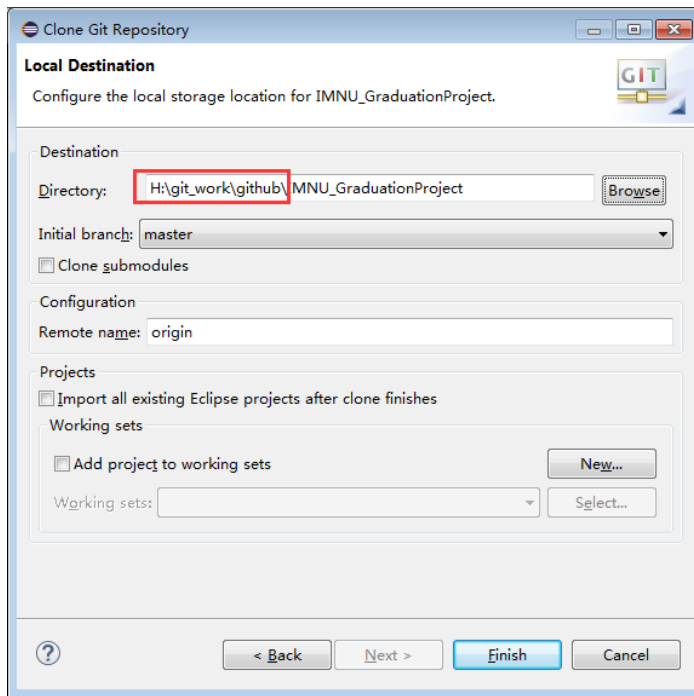 Clone Git Repository
Local Destination
Configure the local storage location for IMNU_GraduationProject.
GIT
Destination
Directory: H:\git_work\github\IMNU_GraduationProject Browse
Initial branch: master
Clone submodules
Configuration
Remote name: origin
Projects
Import all existing Eclipse projects after clone finishes
Working sets
Add project to working sets New...
Working sets: Select...
? < Back Next > Finish Cancel